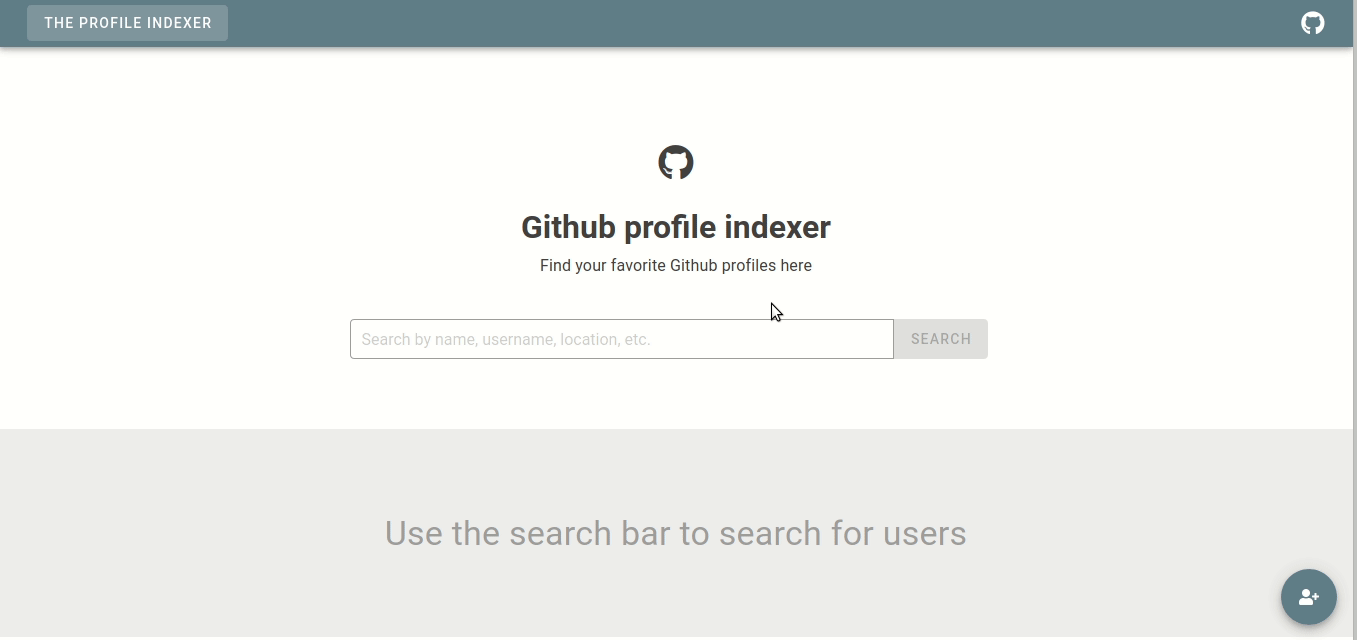 THE PROFILE INDEXER
Github profile indexer
Find your favorite Github profiles here
Search by name, username, location, etc.
SEARCH
Use the search bar to search for users